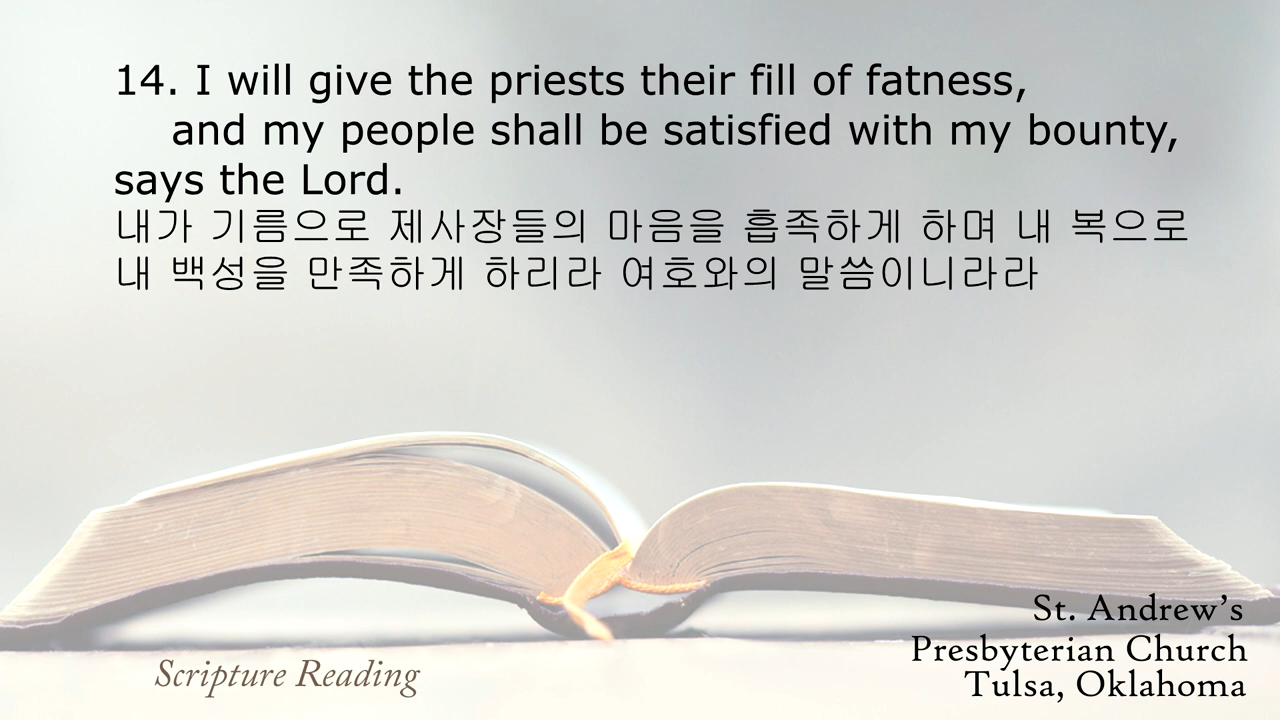 14. I will give the priests their fill of fatness,
and my people shall be satisfied with my bounty,
says the Lord.
내가 기름으로 제사장들의 마음을 흡족하게 하며 내 복으로
내 백성을 만족하게 하리라 여호와의 말씀이니라라
Scripture Reading
St. Andrew’s
Presbyterian Church
Tulsa, Oklahoma